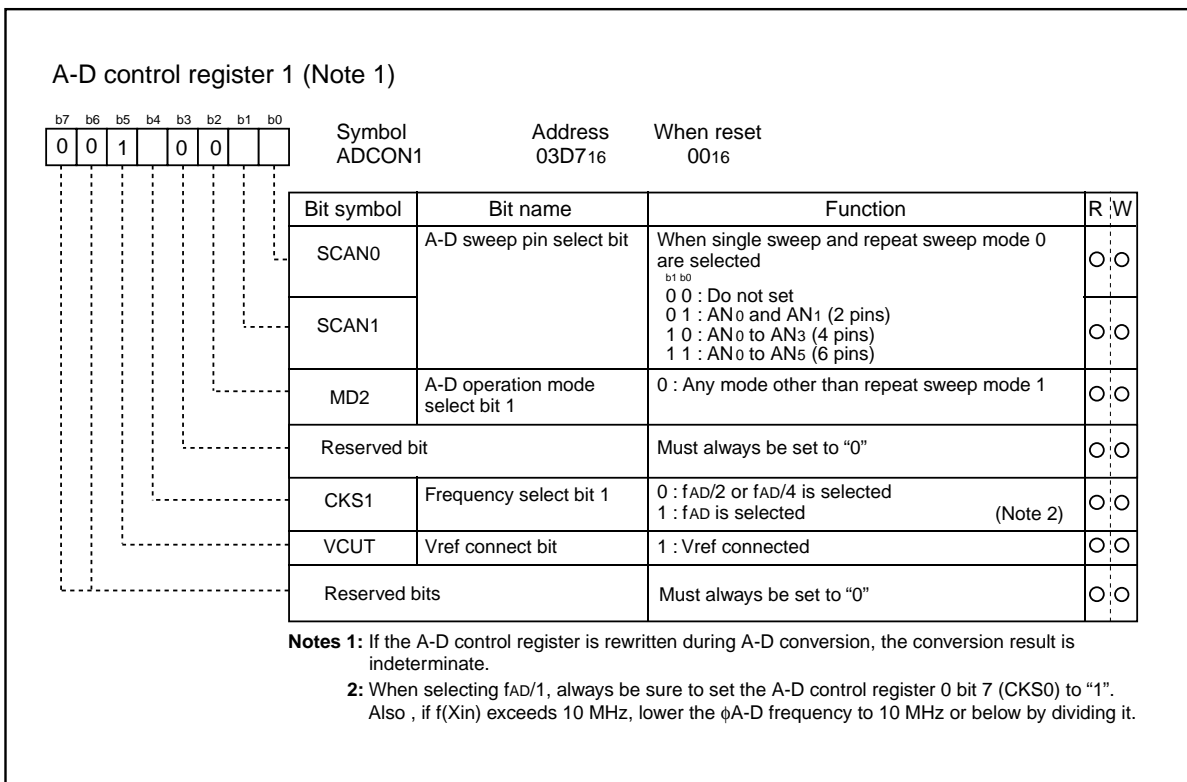 A-D control register 1 (Note 1)
b7 b6 b5 b4 b3 b2 b1 b0
0 0 1 0 0
Symbol Address When reset
ADCON1 03D716 0016
Bit symbol Bit name Function R W
SCAN0 A-D sweep pin select bit When single sweep and repeat sweep mode 0
are selected
b1 b0
0 0 : Do not set
0 1 : AN0 and AN1 (2 pins)
SCAN1 1 0 : AN0 to AN3 (4 pins)
1 1 : AN0 to AN5 (6 pins)
MD2 A-D operation mode
select bit 1 0 : Any mode other than repeat sweep mode 1
Reserved bit Must always be set to “0”
CKS1 Frequency select bit 1 0 : fAD/2 or fAD/4 is selected
1 : fAD is selected (Note 2)
VCUT Vref connect bit 1 : Vref connected
Reserved bits Must always be set to “0”
Notes 1: If the A-D control register is rewritten during A-D conversion, the conversion result is
indeterminate.
2: When selecting fAD/1, always be sure to set the A-D control register 0 bit 7 (CKS0) to “1”.
Also , if f(Xin) exceeds 10 MHz, lower the ϕA-D frequency to 10 MHz or below by dividing it.